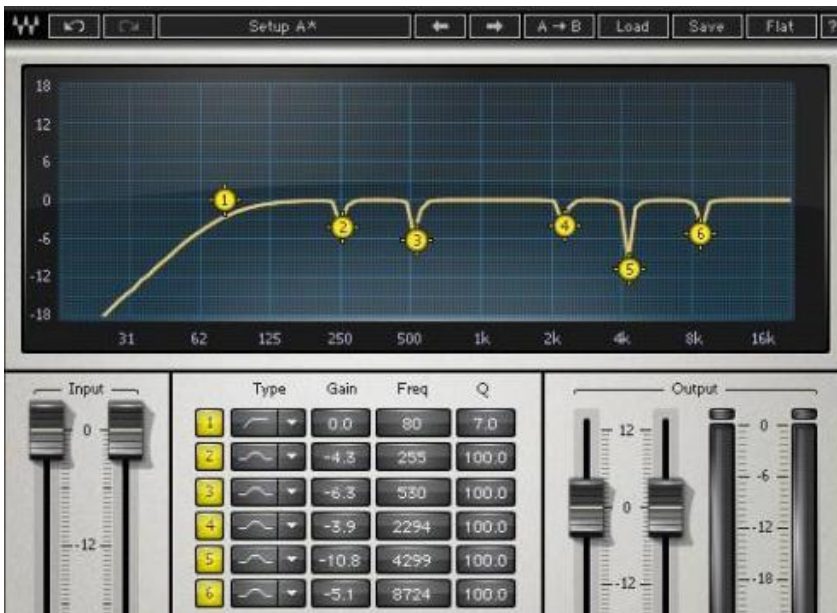 Setup A* A → B Load Save Flat ?
18
12
6
0
-6
-12
-18
1
2
3
4
5
6
31 62 125 250 500 1k 2k 4k 8k 16k
Input
0
-12
Type Gain Freq Q
1 0.0 80 7.0
2 -4.3 255 100.0
3 -6.3 530 100.0
4 -3.9 2294 100.0
5 -10.8 4299 100.0
6 -5.1 8724 100.0
Output
12
0
-12
0
-6
-12
-18